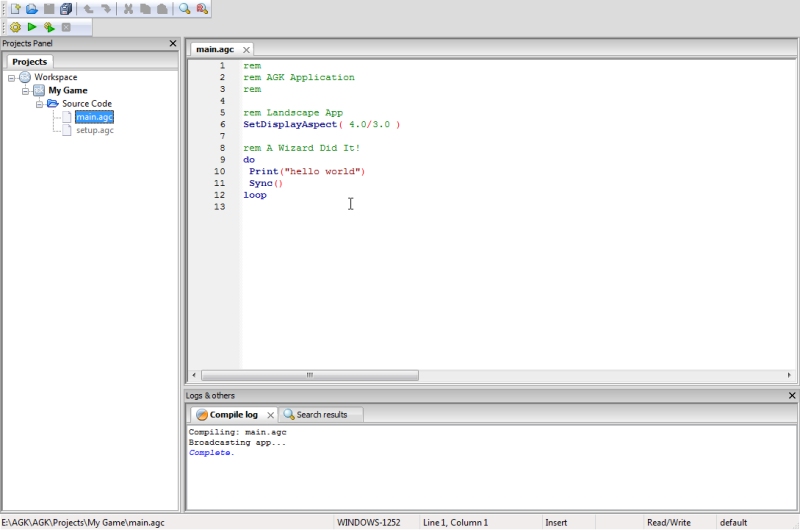 Projects Panel
Projects
Workspace
My Game
Source Code
main.agc
setup.agc
main.agc
1 rem
2 rem AGK Application
3 rem
4
5 rem Landscape App
6 SetDisplayAspect( 4.0/3.0 )
7
8 rem A Wizard Did It!
9 do
10 Print("hello world")
11 Sync()
12 loop
13
Logs & others
Compile log
Search results
Compiling: main.agc
Broadcasting app...
Complete.
E:\AGK\AGK\Projects\My Game\main.agc WINDOWS-1252 Line 1, Column 1 Insert Read/Write default